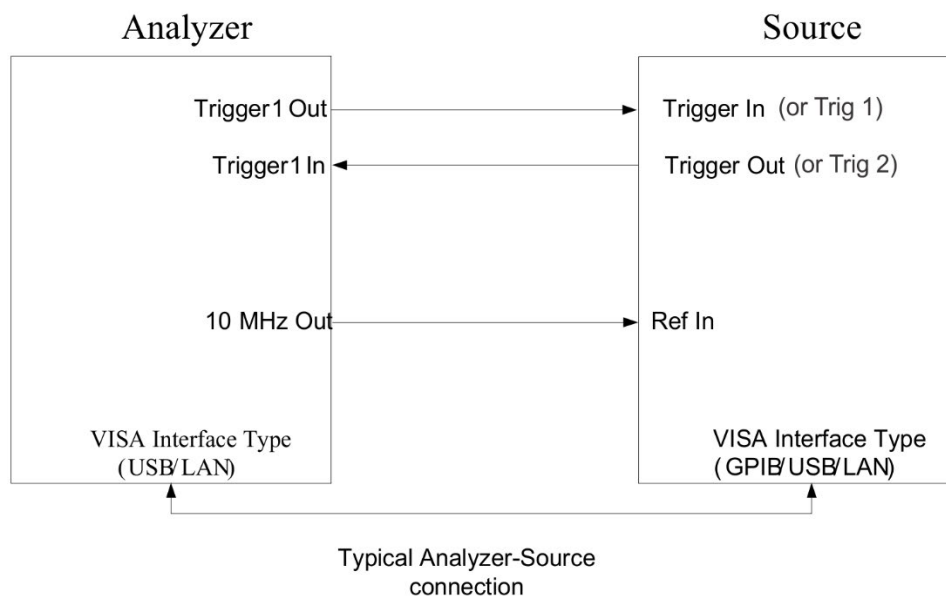 Analyzer
Source
Trigger1 Out
Trigger In (or Trig 1)
Trigger1 In
Trigger Out (or Trig 2)
10 MHz Out
Ref In
VISA Interface Type
(USB/LAN)
VISA Interface Type
(GPIB/USB/LAN)
Typical Analyzer-Source
connection